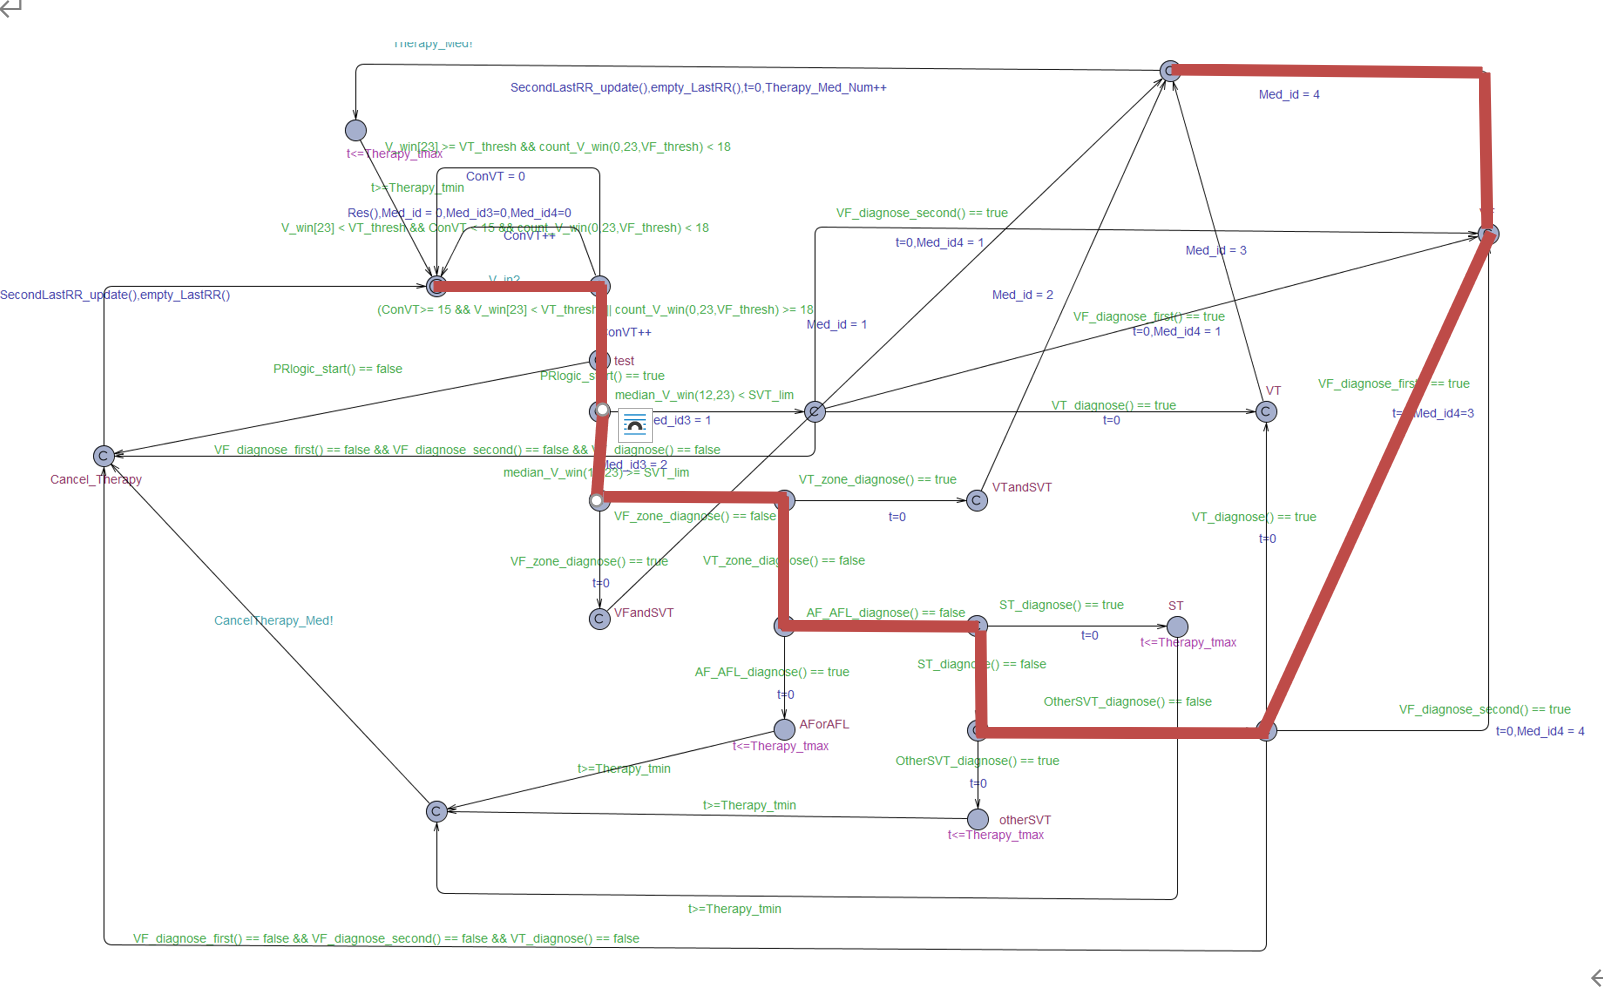 Therapy_Med!
SecondLastRR_update(),empty_LastRR(),t=0,Therapy_Med_Num++
Med_id = 4
V_win[23] >= VT_thresh && count_V_win(0,23,VF_thresh) < 18
t<=Therapy_tmax
ConVT = 0
t>=Therapy_tmin
Res(),Med_id = 0,Med_id3=0,Med_id4=0
VF_diagnose_second() == true
V_win[23] < VT_thresh && ConVT < 15 && count_V_win(0,23,VF_thresh) < 18
ConVT++
t=0,Med_id4 = 1
Med_id = 3
V_in?
SecondLastRR_update(),empty_LastRR()
Med_id = 2
(ConVT>= 15 && V_win[23] < VT_thresh || count_V_win(0,23,VF_thresh) >= 18
VF_diagnose_first() == true
Med_id = 1
ConVT++
t=0,Med_id4 = 1
test
PRlogic_start() == false
PRlogic_start() == true
VF_diagnose_first() == true
VT
median_V_win(12,23) < SVT_lim
VT_diagnose() == true
C
Med_id3 = 1
t=0
t=0,Med_id4=3
VF_diagnose_first() == false && VF_diagnose_second() == false && VT_diagnose() == false
Med_id3 = 2
median_V_win(12,23) >= SVT_lim
Cancel_Therapy
VT_zone_diagnose() == true
VTandSVT
VF_zone_diagnose() == false
t=0
VT_diagnose() == true
t=0
VF_zone_diagnose() == true
VT_zone_diagnose() == false
t=0
VFandSVT
AF_AFL_diagnose() == false
ST_diagnose() == true
ST
CancelTherapy_Med!
t=0
t<=Therapy_tmax
ST_diagnose() == false
AF_AFL_diagnose() == true
t=0
OtherSVT_diagnose() == false
VF_diagnose_second() == true
AForAFL
t=0,Med_id4 = 4
t<=Therapy_tmax
OtherSVT_diagnose() == true
t>=Therapy_tmin
t=0
t>=Therapy_tmin
otherSVT
t<=Therapy_tmax
t>=Therapy_tmin
VF_diagnose_first() == false && VF_diagnose_second() == false && VT_diagnose() == false